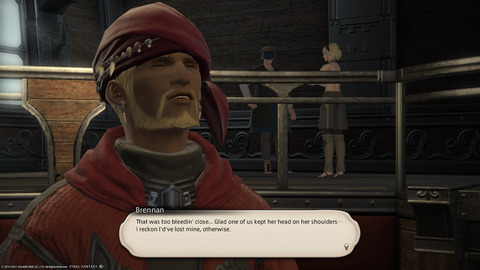 Brennan
That was too bleedin' close... Glad one of us kept her head on her shoulders─
I reckon I'd've lost mine, otherwise.
FINAL FANTASY XIV